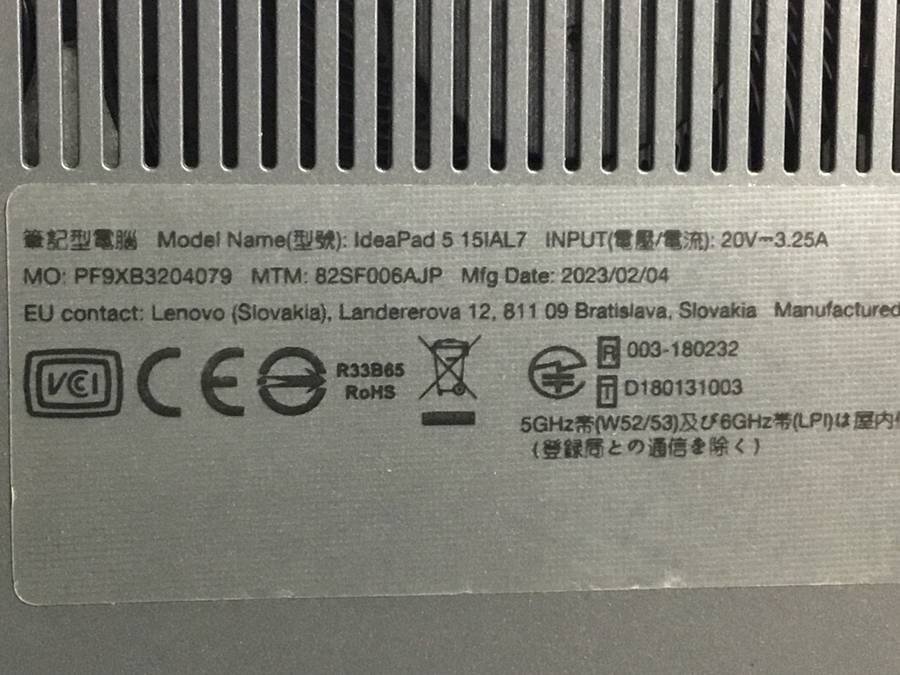 筆記型電腦 Model Name(型號): IdeaPad 5 15IAL7 INPUT(電壓/電流): 20V⎓3.25A
MO: PF9XB3204079 MTM: 82SF006AJP Mfg Date: 2023/02/04
EU contact: Lenovo (Slovakia), Landererova 12, 811 09 Bratislava, Slovakia Manufactured
VCCI CE R33B65 RoHS
R 003-180232
T D180131003
5GHz帯(W52/53)及び6GHz帯(LPI)は屋内
(登録局との通信を除く)